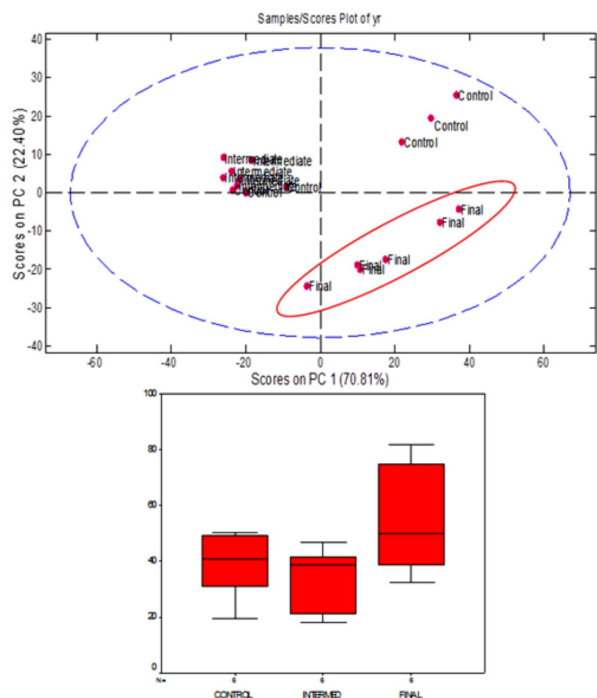 Samples/Scores Plot of yr
Scores on PC 2 (22.40%)
40
30
20
10
0
-10
-20
-30
-40
Control
Control
Control
Intermediate
Intermediate
Intermediate
Control
Control
Final
Final
Final
Final
Final
Final
-60
-40
-20
0
20
40
60
Scores on PC 1 (70.81%)
100
80
60
40
20
0
N =
6
6
6
CONTROL
INTERMED
FINAL